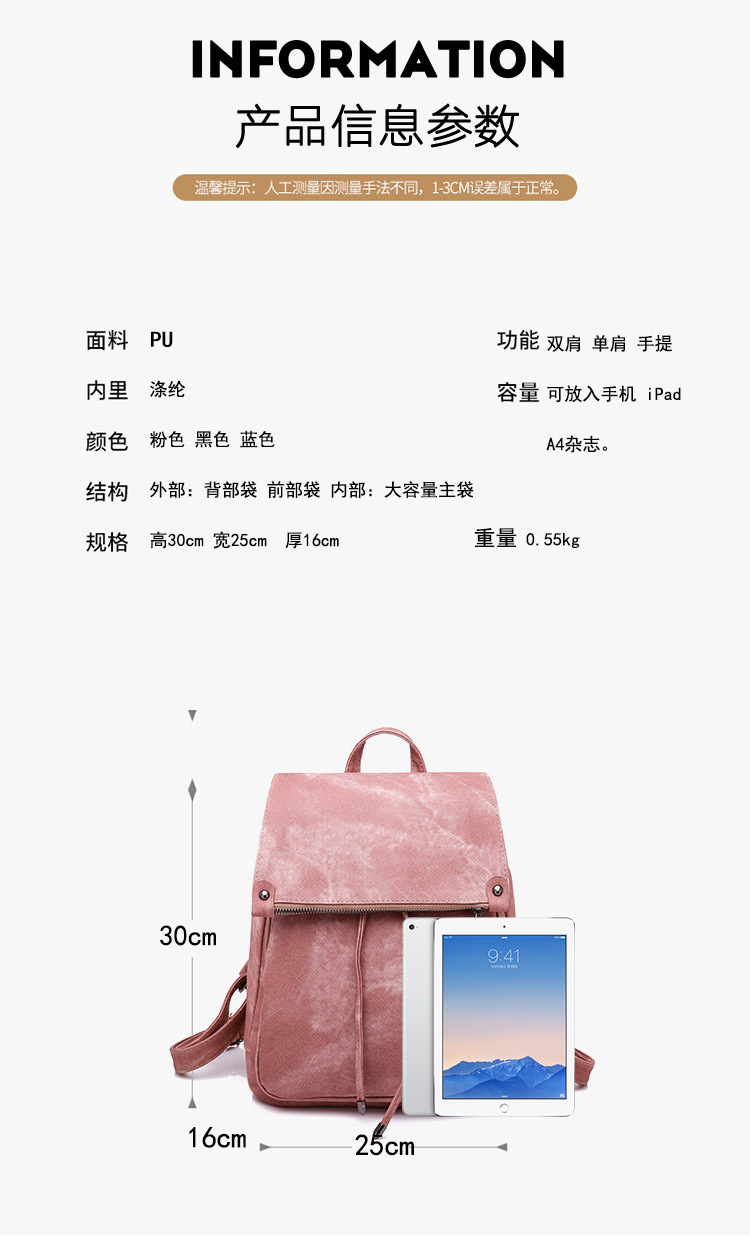 INFORMATION
产品信息参数
温馨提示：人工测量因测量手法不同，1-3CM误差属于正常。
面料 PU
功能 双肩 单肩 手提
内里 涤纶
容量 可放入手机 iPad
颜色 粉色 黑色 蓝色
A4杂志。
结构 外部：背部袋 前部袋 内部：大容量主袋
规格 高30cm 宽25cm 厚16cm
重量 0.55kg
9:41
30cm
16cm
25cm